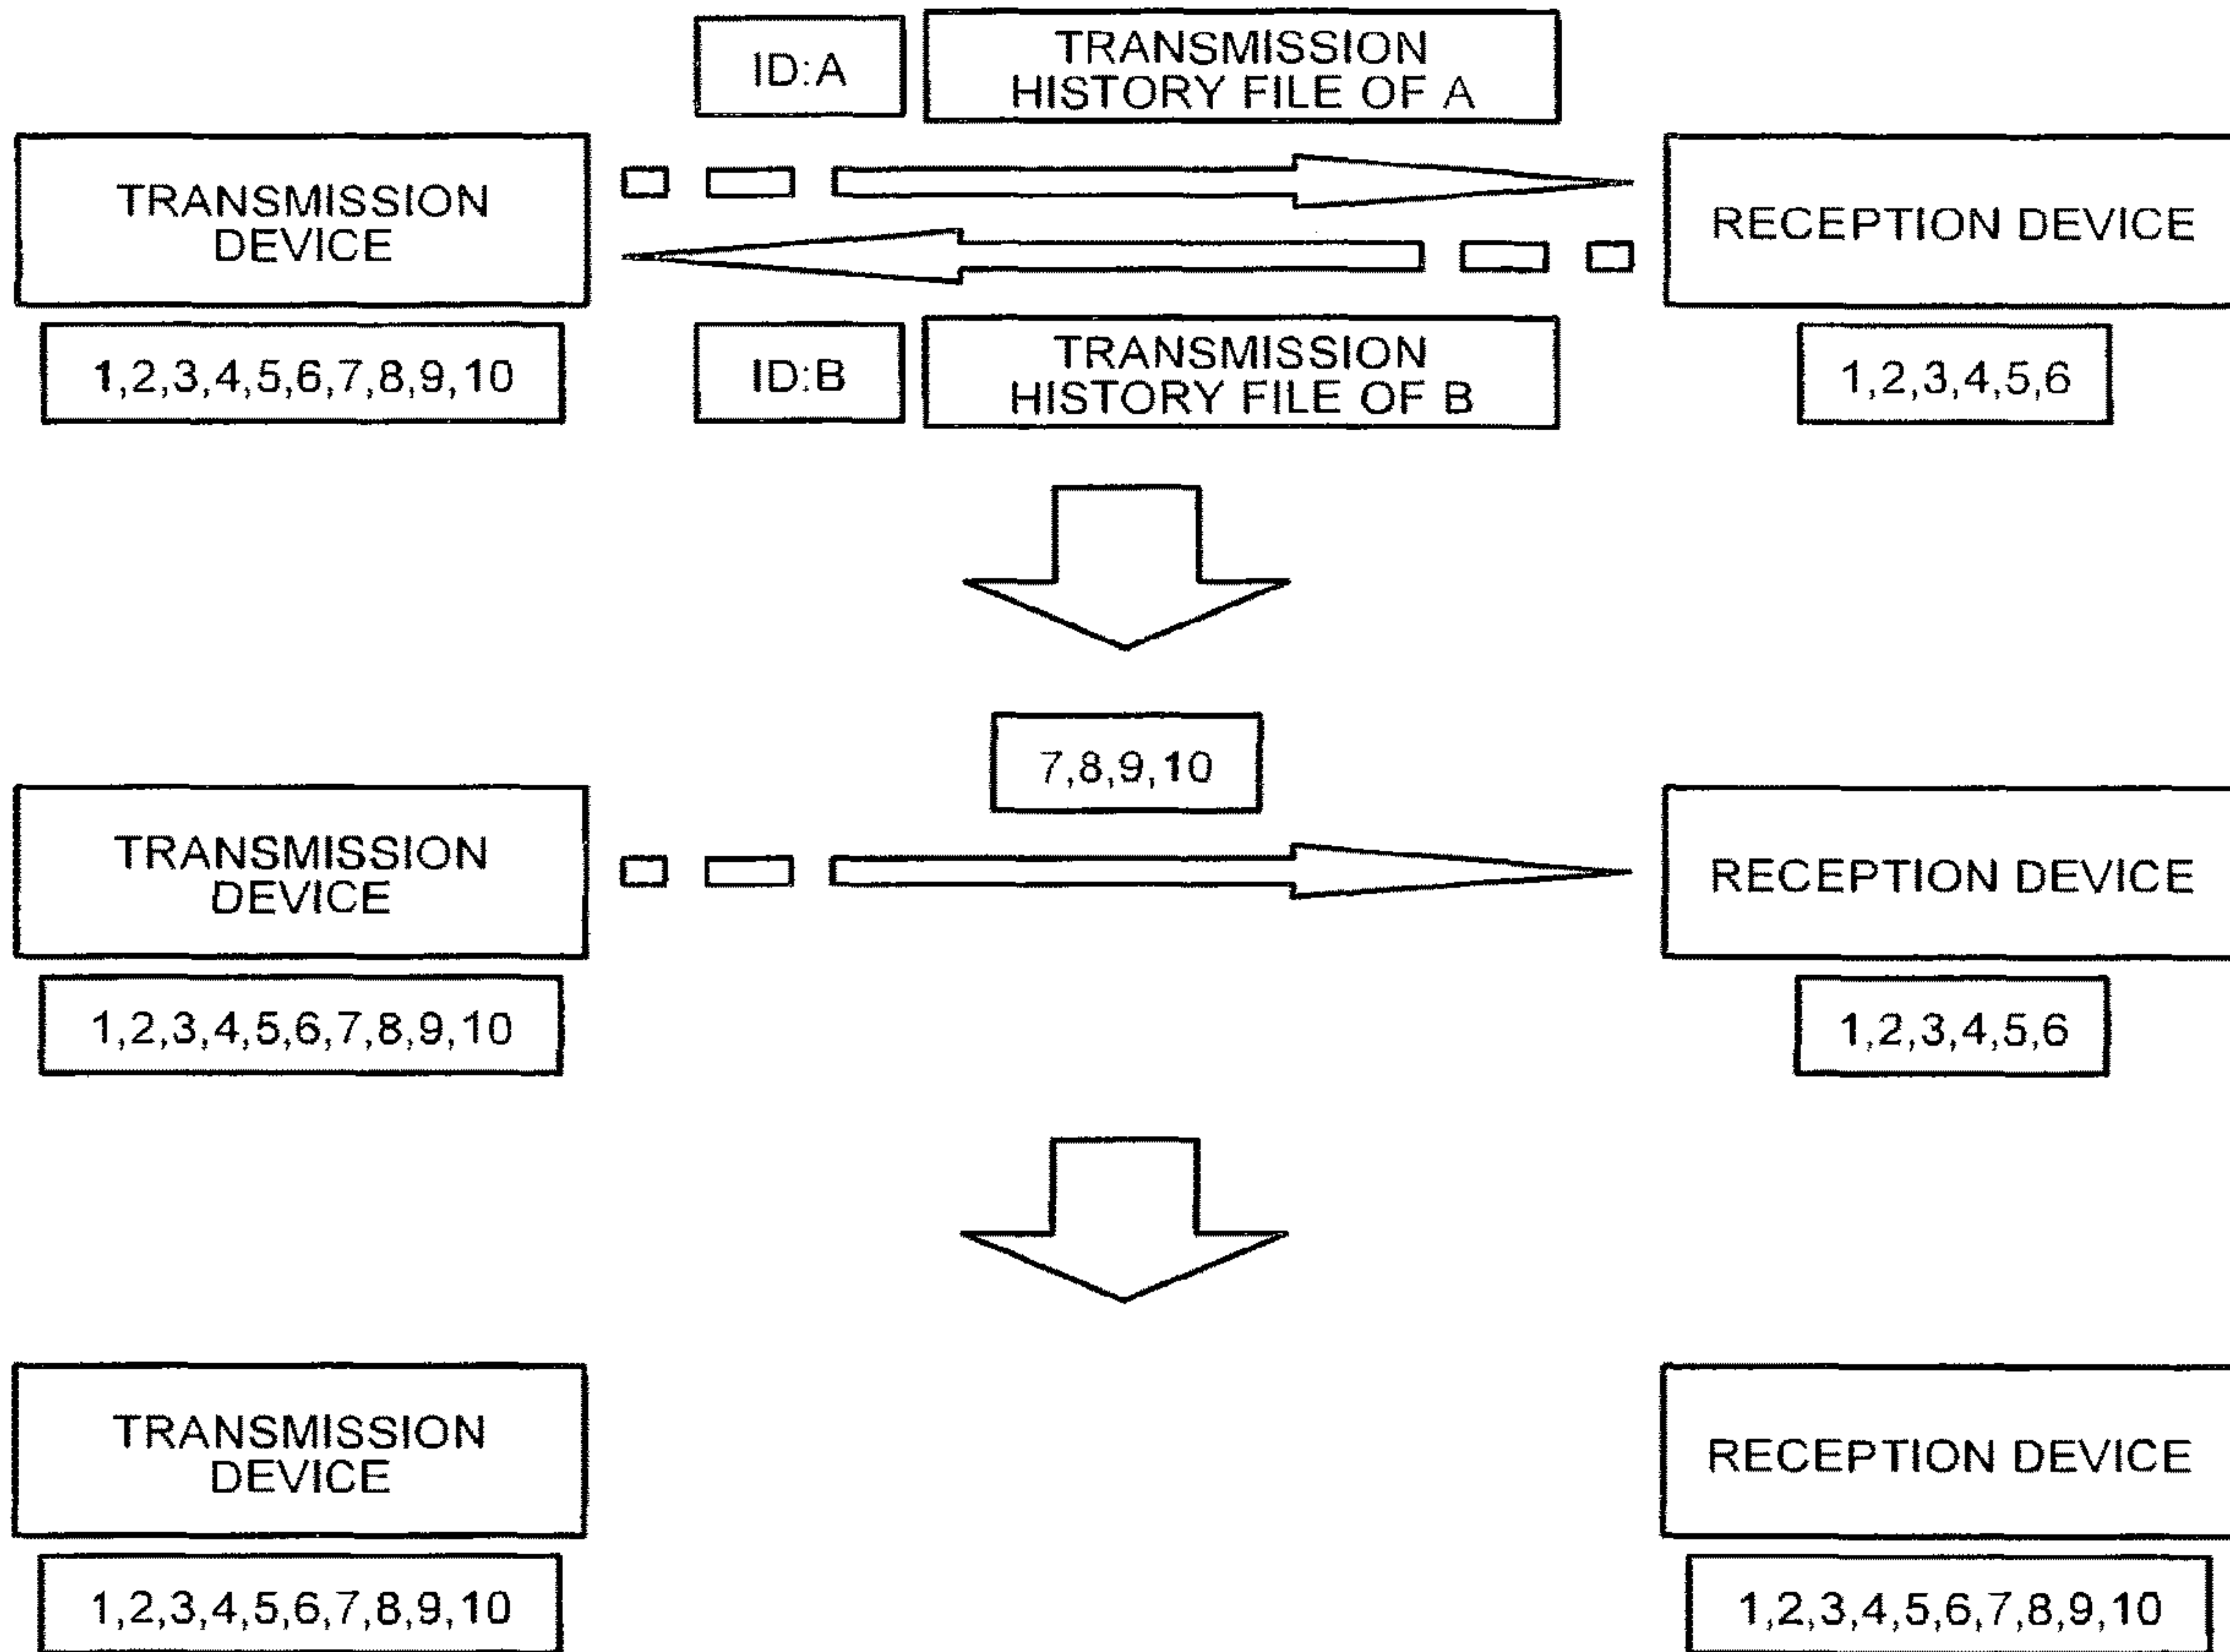 ID:A
TRANSMISSION
HISTORY FILE OF A
TRANSMISSION
DEVICE
RECEPTION DEVICE
1,2,3,4,5,6,7,8,9,10
ID:B
TRANSMISSION
HISTORY FILE OF B
1,2,3,4,5,6
7,8,9,10
TRANSMISSION
DEVICE
RECEPTION DEVICE
1,2,3,4,5,6,7,8,9,10
1,2,3,4,5,6
TRANSMISSION
DEVICE
RECEPTION DEVICE
1,2,3,4,5,6,7,8,9,10
1,2,3,4,5,6,7,8,9,10